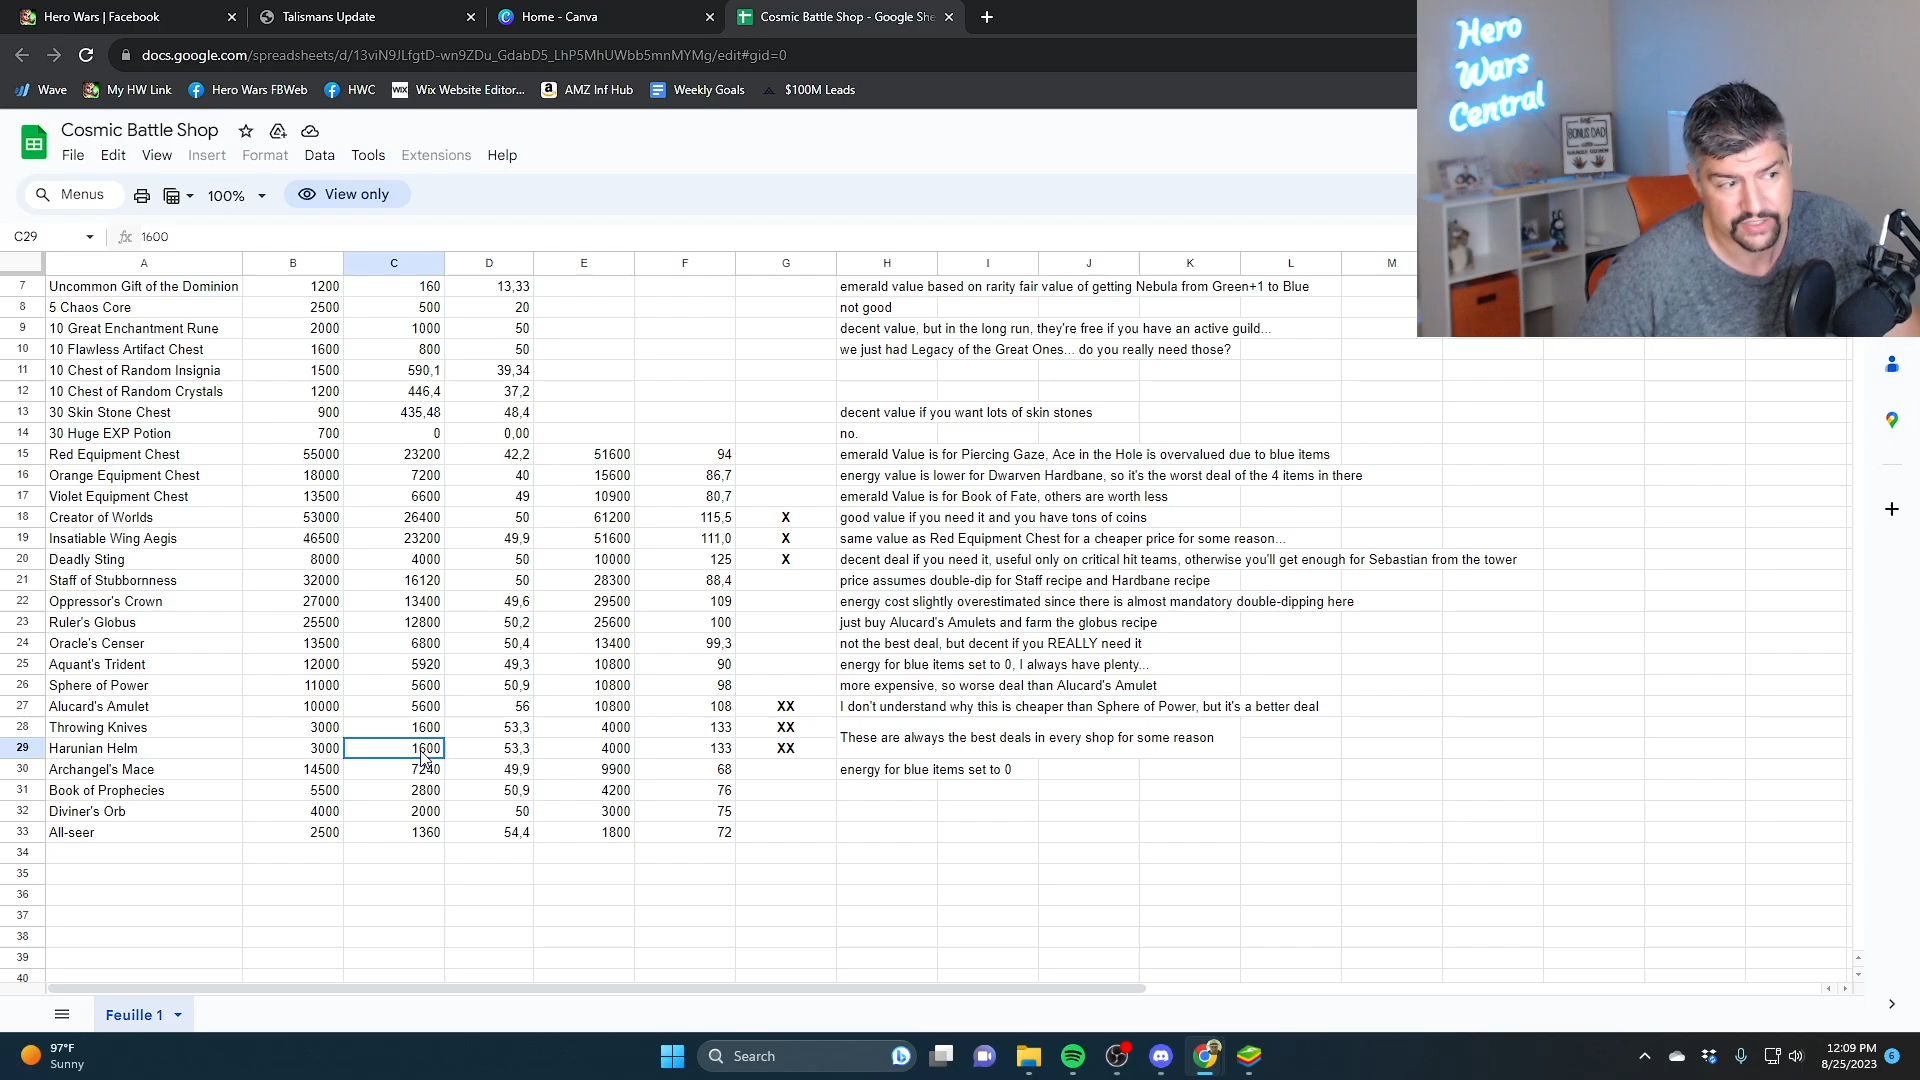 Hero Wars | Facebook
Talismans Update
Home - Canva
Cosmic Battle Shop - Google She
docs.google.com/spreadsheets/d/13viN9JLfgtD-wn9ZDu_GdabD5_LhP5MhUWbb5mnMYMg/edit#gid=0
Wave My HW Link Hero Wars FBWeb HWC WIX Wix Website Editor... AMZ Inf Hub Weekly Goals $100M Leads
Hero
Wars
Central
BONUS DAD
Cosmic Battle Shop
File Edit View Insert Format Data Tools Extensions Help
Menus 100% View only
C29 fx 1600
A B C D E F G H I J K L M
7 Uncommon Gift of the Dominion 1200 160 13,33 emerald value based on rarity fair value of getting Nebula from Green+1 to Blue
8 5 Chaos Core 2500 500 20 not good
9 10 Great Enchantment Rune 2000 1000 50 decent value, but in the long run, they're free if you have an active guild...
10 10 Flawless Artifact Chest 1600 800 50 we just had Legacy of the Great Ones... do you really need those?
11 10 Chest of Random Insignia 1500 590,1 39,34
12 10 Chest of Random Crystals 1200 446,4 37,2
13 30 Skin Stone Chest 900 435,48 48,4 decent value if you want lots of skin stones
14 30 Huge EXP Potion 700 0 0,00 no.
15 Red Equipment Chest 55000 23200 42,2 51600 94 emerald Value is for Piercing Gaze, Ace in the Hole is overvalued due to blue items
16 Orange Equipment Chest 18000 7200 40 15600 86,7 energy value is lower for Dwarven Hardbane, so it's the worst deal of the 4 items in there
17 Violet Equipment Chest 13500 6600 49 10900 80,7 emerald Value is for Book of Fate, others are worth less
18 Creator of Worlds 53000 26400 50 61200 115,5 X good value if you need it and you have tons of coins
19 Insatiable Wing Aegis 46500 23200 49,9 51600 111,0 X same value as Red Equipment Chest for a cheaper price for some reason...
20 Deadly Sting 8000 4000 50 10000 125 X decent deal if you need it, useful only on critical hit teams, otherwise you'll get enough for Sebastian from the tower
21 Staff of Stubbornness 32000 16120 50 28300 88,4 price assumes double-dip for Staff recipe and Hardbane recipe
22 Oppressor's Crown 27000 13400 49,6 29500 109 energy cost slightly overestimated since there is almost mandatory double-dipping here
23 Ruler's Globus 25500 12800 50,2 25600 100 just buy Alucard's Amulets and farm the globus recipe
24 Oracle's Censer 13500 6800 50,4 13400 99,3 not the best deal, but decent if you REALLY need it
25 Aquant's Trident 12000 5920 49,3 10800 90 energy for blue items set to 0, I always have plenty...
26 Sphere of Power 11000 5600 50,9 10800 98 more expensive, so worse deal than Alucard's Amulet
27 Alucard's Amulet 10000 5600 56 10800 108 XX I don't understand why this is cheaper than Sphere of Power, but it's a better deal
28 Throwing Knives 3000 1600 53,3 4000 133 XX
These are always the best deals in every shop for some reason
29 Harunian Helm 3000 1600 53,3 4000 133 XX
30 Archangel's Mace 14500 7240 49,9 9900 68 energy for blue items set to 0
31 Book of Prophecies 5500 2800 50,9 4200 76
32 Diviner's Orb 4000 2000 50 3000 75
33 All-seer 2500 1360 54,4 1800 72
34
35
36
37
38
39
40
Feuille 1
97°F
Sunny
Search
12:09 PM
8/25/2023
6